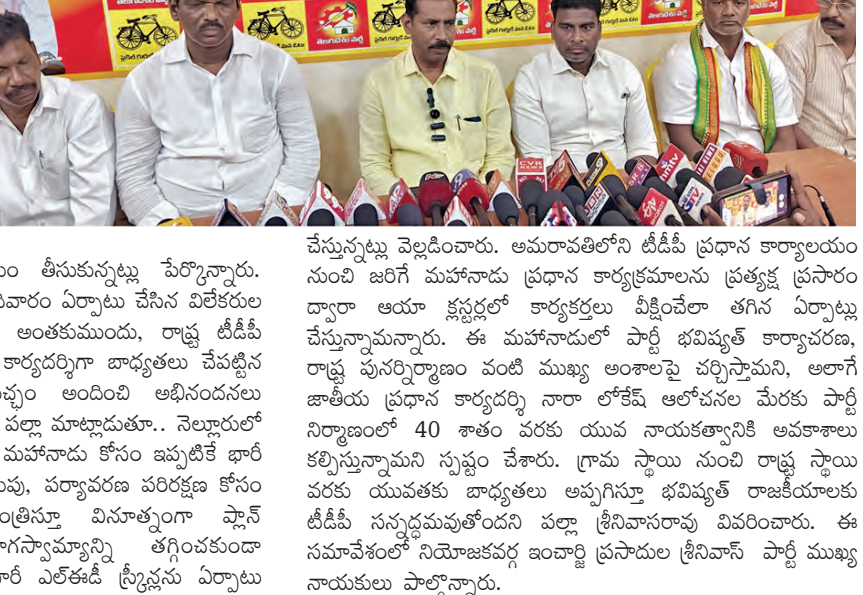 తెలుగుదేశం పార్టీ
CVR
NEWS
hmtv
ం తీసుకున్నట్లు పేర్కొన్నారు.
వారం ఏర్పాటు చేసిన విలేకరుల
అంతకుముందు, రాష్ట్ర టీడీపీ
కార్యదర్శిగా బాధ్యతలు చేపట్టిన
చ్ఛం అందించి అభినందనలు
పల్లా మాట్లాడుతూ.. నెల్లూరులో
మహానాడు కోసం ఇప్పటికే భారీ
పు, పర్యావరణ పరిరక్షణ కోసం
త్రిస్తూ వినూత్నంగా ప్లాన్
గస్వామ్యాన్ని తగ్గించకుండా
రీ ఎల్ఈడీ స్క్రీన్లను ఏర్పాటు
చేస్తున్నట్లు వెల్లడించారు. అమరావతిలోని టీడీపీ ప్రధాన కార్యాలయం
నుంచి జరిగే మహానాడు ప్రధాన కార్యక్రమాలను ప్రత్యక్ష ప్రసారం
ద్వారా ఆయా క్లస్టర్లలో కార్యకర్తలు వీక్షించేలా తగిన ఏర్పాట్లు
చేస్తున్నామన్నారు. ఈ మహానాడులో పార్టీ భవిష్యత్ కార్యాచరణ,
రాష్ట్ర పునర్నిర్మాణం వంటి ముఖ్య అంశాలపై చర్చిస్తామని, అలాగే
జాతీయ ప్రధాన కార్యదర్శి నారా లోకేష్ ఆలోచనల మేరకు పార్టీ
నిర్మాణంలో 40 శాతం వరకు యువ నాయకత్వానికి అవకాశాలు
కల్పిస్తున్నామని స్పష్టం చేశారు. గ్రామ స్థాయి నుంచి రాష్ట్ర స్థాయి
వరకు యువతకు బాధ్యతలు అప్పగిస్తూ భవిష్యత్ రాజకీయాలకు
టీడీపీ సన్నద్ధమవుతోందని పల్లా శ్రీనివాసరావు వివరించారు. ఈ
సమావేశంలో నియోజకవర్గ ఇంచార్జి ప్రసాదుల శ్రీనివాస్ పార్టీ ముఖ్య
నాయకులు పాల్గొన్నారు.